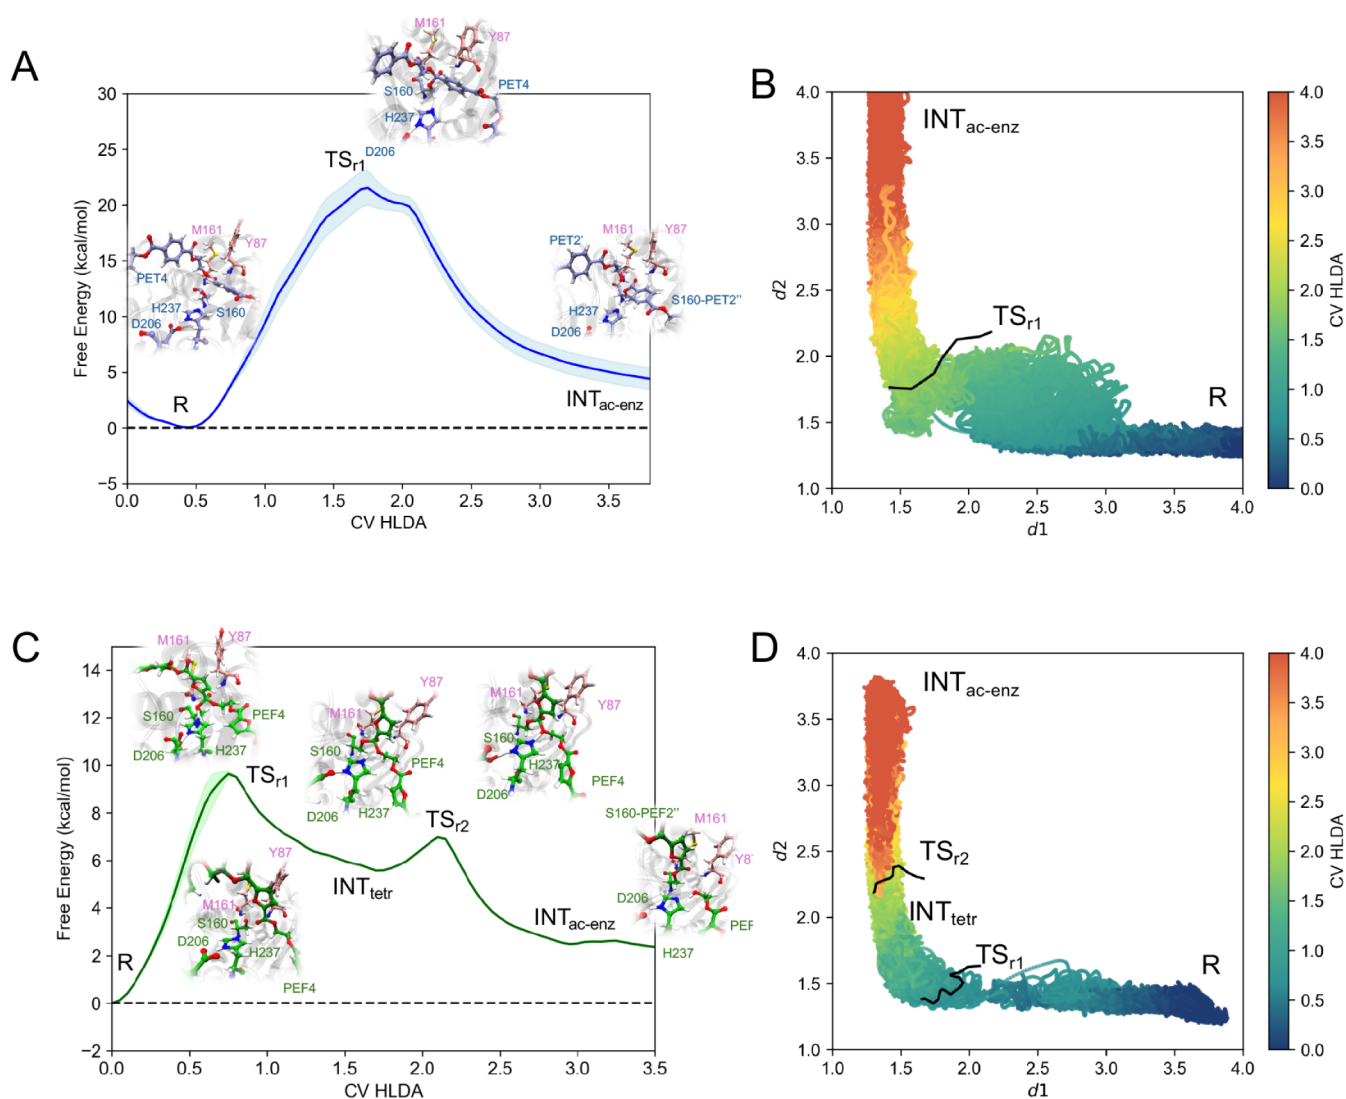 A
M161
Y87
S160
PET4
H237
D206
TSr1
30
25
20
15
10
5
0
−5
Free Energy (kcal/mol)
M161
Y87
PET4
H237
S160
D206
R
M161
Y87
PET2'
S160-PET2''
H237
D206
INTac-enz
0.0 0.5 1.0 1.5 2.0 2.5 3.0 3.5
CV HLDA
B
INTac-enz
TSr1
R
4.0
3.5
3.0
2.5
2.0
1.5
1.0
d2
1.0 1.5 2.0 2.5 3.0 3.5 4.0
d1
4.0
3.5
3.0
2.5
2.0
1.5
1.0
0.5
0.0
CV HLDA
C
M161
Y87
S160
PEF4
D206
H237
TSr1
14
12
10
8
6
4
2
0
−2
Free Energy (kcal/mol)
R
Y87
M161
S160
D206
H237
PEF4
Y87
M161
S160
PEF4
D206
H237
INTtetr
TSr2
M161
Y87
S160
H237
D206
PEF4
S160-PEF2''
M161
Y8
D206
PEF
H237
INTac-enz
0.0 0.5 1.0 1.5 2.0 2.5 3.0 3.5
CV HLDA
D
INTac-enz
TSr2
INTtetr
TSr1
R
4.0
3.5
3.0
2.5
2.0
1.5
1.0
d2
1.0 1.5 2.0 2.5 3.0 3.5 4.0
d1
4.0
3.5
3.0
2.5
2.0
1.5
1.0
0.5
0.0
CV HLDA